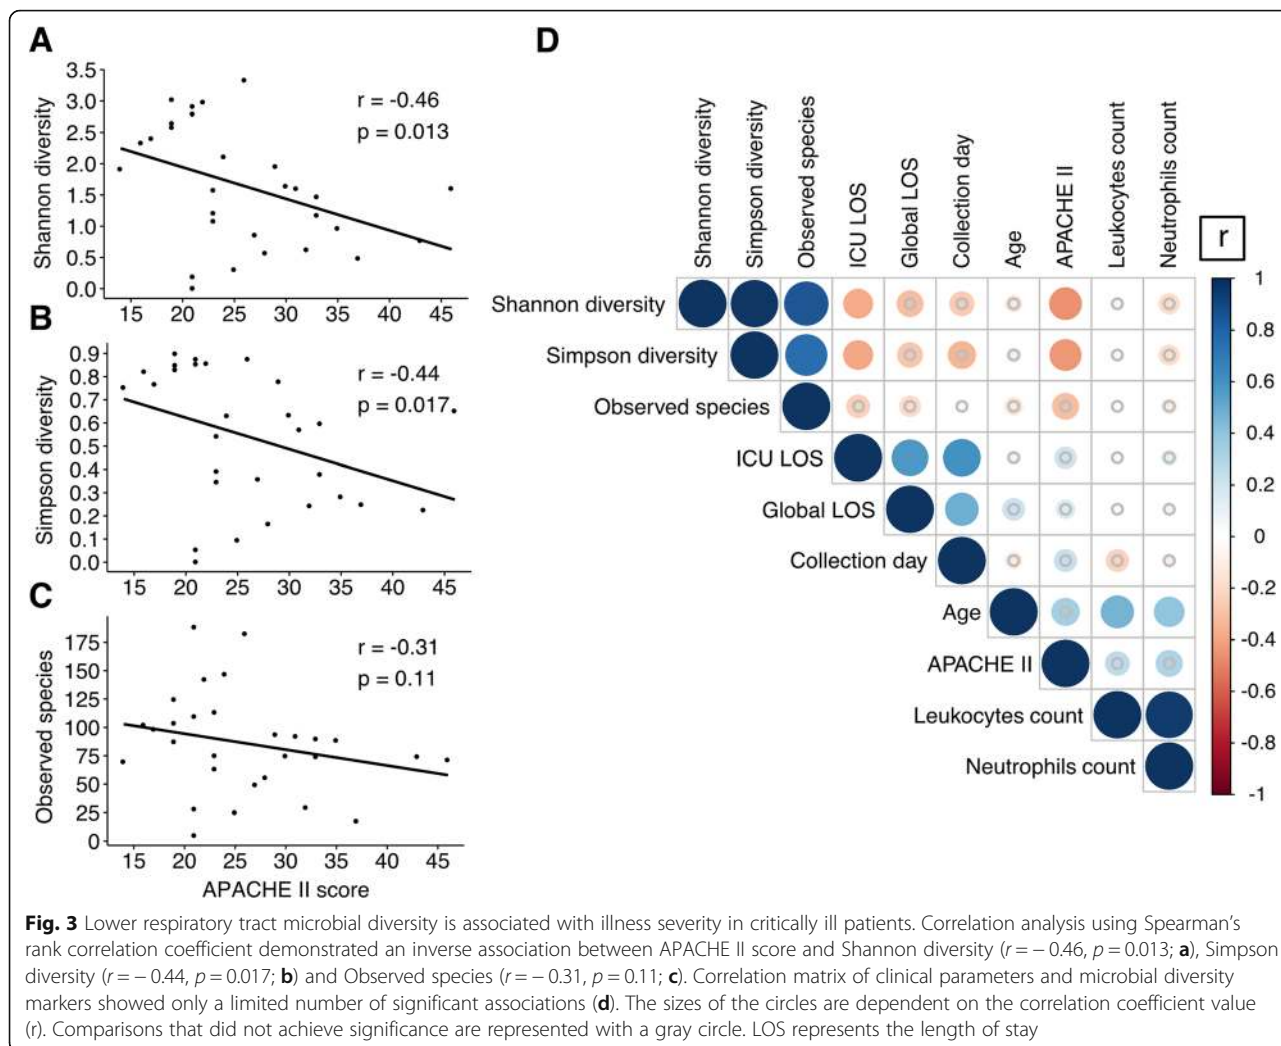 A
Shannon diversity
3.5
3.0
2.5
2.0
1.5
1.0
0.5
0.0
r = -0.46
p = 0.013
15 20 25 30 35 40 45
B
Simpson diversity
0.9
0.8
0.7
0.6
0.5
0.4
0.3
0.2
0.1
0.0
r = -0.44
p = 0.017
15 20 25 30 35 40 45
C
Observed species
175
150
125
100
75
50
25
0
r = -0.31
p = 0.11
15 20 25 30 35 40 45
APACHE II score
D
Shannon diversity
Simpson diversity
Observed species
ICU LOS
Global LOS
Collection day
Age
APACHE II
Leukocytes count
Neutrophils count
Shannon diversity
Simpson diversity
Observed species
ICU LOS
Global LOS
Collection day
Age
APACHE II
Leukocytes count
Neutrophils count
r
1
0.8
0.6
0.4
0.2
0
-0.2
-0.4
-0.6
-0.8
-1
Fig. 3 Lower respiratory tract microbial diversity is associated with illness severity in critically ill patients. Correlation analysis using Spearman's
rank correlation coefficient demonstrated an inverse association between APACHE II score and Shannon diversity (r = − 0.46, p = 0.013; a), Simpson
diversity (r = − 0.44, p = 0.017; b) and Observed species (r = − 0.31, p = 0.11; c). Correlation matrix of clinical parameters and microbial diversity
markers showed only a limited number of significant associations (d). The sizes of the circles are dependent on the correlation coefficient value
(r). Comparisons that did not achieve significance are represented with a gray circle. LOS represents the length of stay